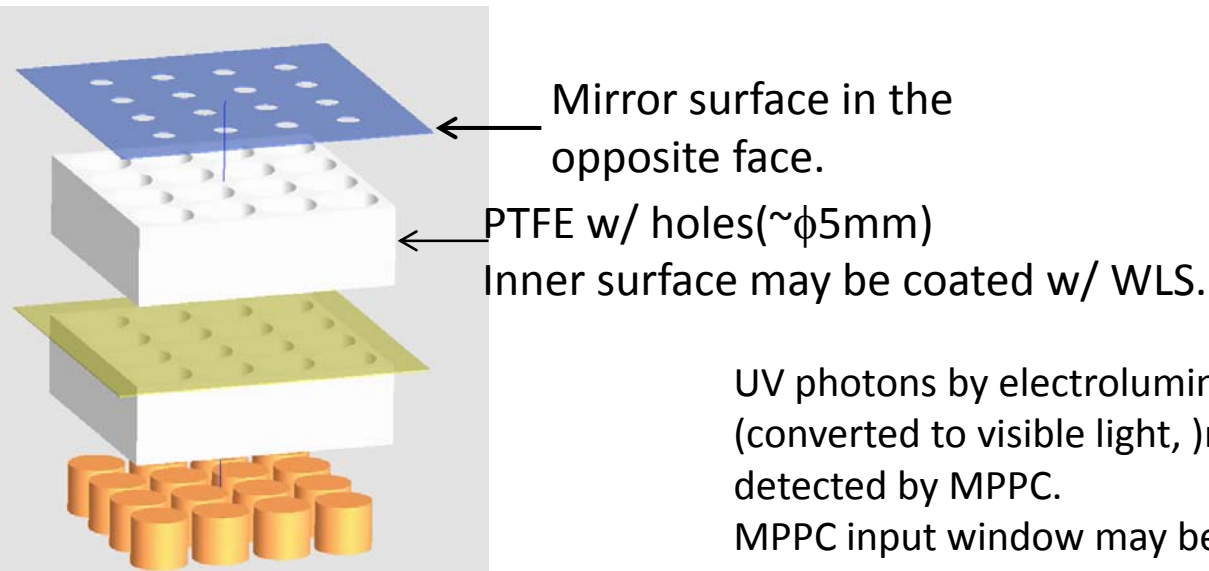 Mirror surface in the
opposite face.
PTFE w/ holes(~ϕ5mm)
Inner surface may be coated w/ WLS.
UV photons by electrolumin
(converted to visible light, )r
detected by MPPC.
MPPC input window may be